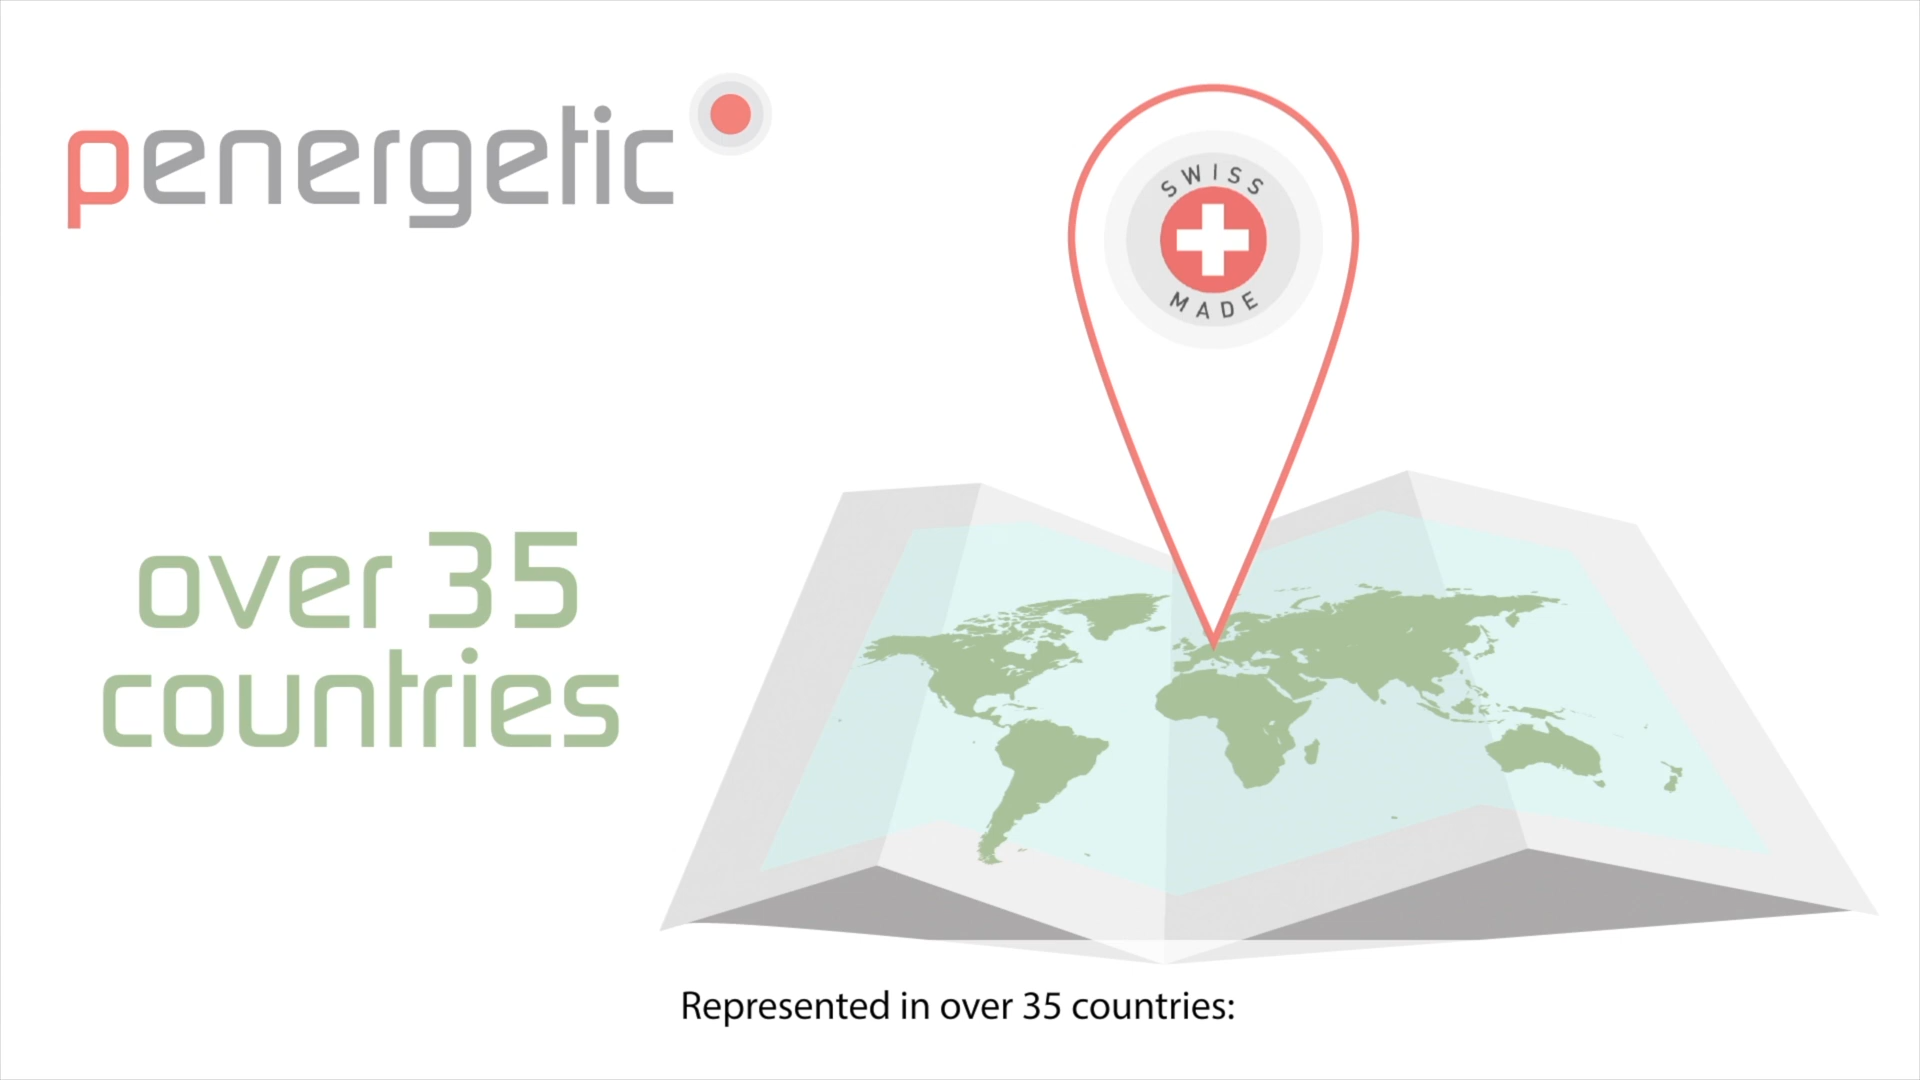 penergetic
SWISS
MADE
over 35
countries
Represented in over 35 countries: